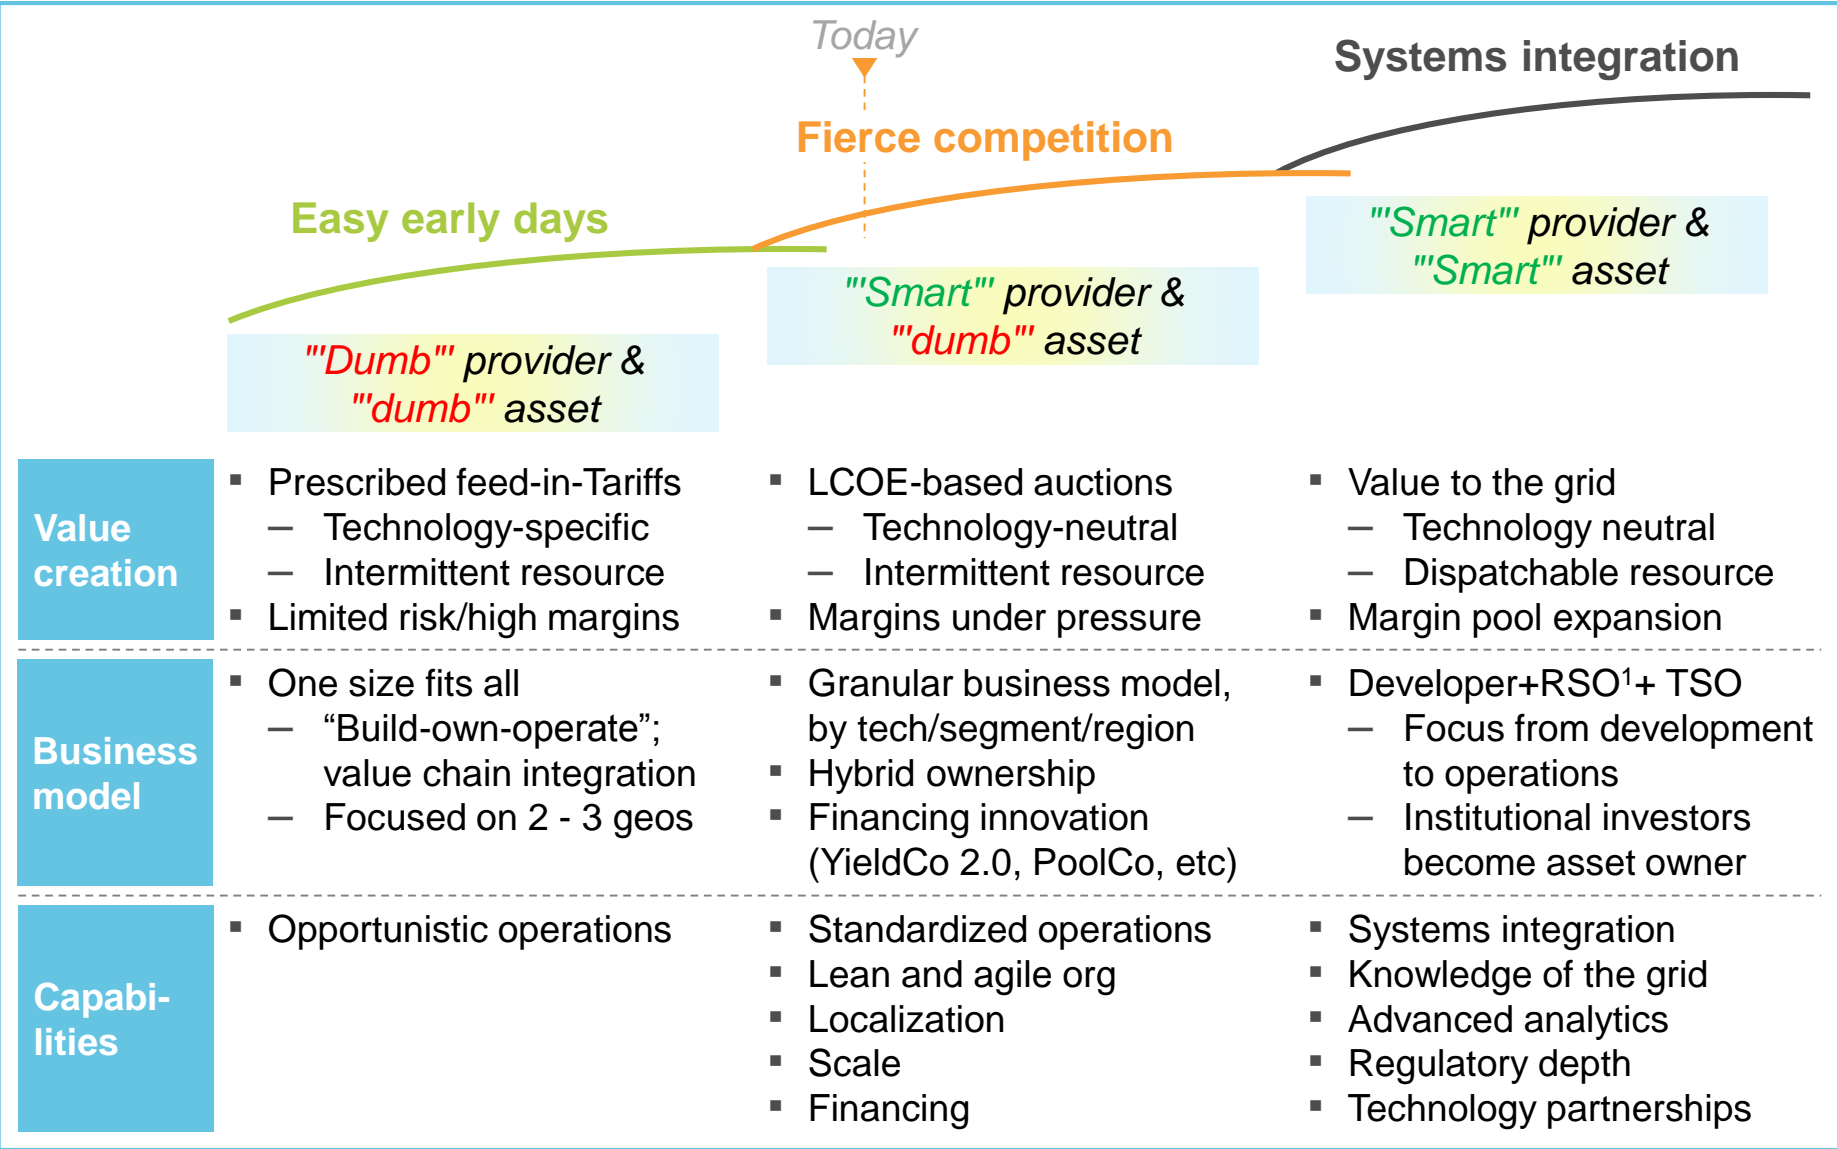 Today
Systems integration
Fierce competition
Easy early days
"'Smart"' provider &
"'Smart"' asset
"'Smart"' provider &
"'dumb"' asset
"'Dumb"' provider &
"'dumb"' asset
Value
creation
▪ Prescribed feed-in-Tariffs
– Technology-specific
– Intermittent resource
▪ Limited risk/high margins
▪ LCOE-based auctions
– Technology-neutral
– Intermittent resource
▪ Margins under pressure
▪ Value to the grid
– Technology neutral
– Dispatchable resource
▪ Margin pool expansion
Business
model
▪ One size fits all
– “Build-own-operate”;
value chain integration
– Focused on 2 - 3 geos
▪ Granular business model,
by tech/segment/region
▪ Hybrid ownership
▪ Financing innovation
(YieldCo 2.0, PoolCo, etc)
▪ Developer+RSO¹+ TSO
– Focus from development
to operations
– Institutional investors
become asset owner
Capabi-
lities
▪ Opportunistic operations
▪ Standardized operations
▪ Lean and agile org
▪ Localization
▪ Scale
▪ Financing
▪ Systems integration
▪ Knowledge of the grid
▪ Advanced analytics
▪ Regulatory depth
▪ Technology partnerships